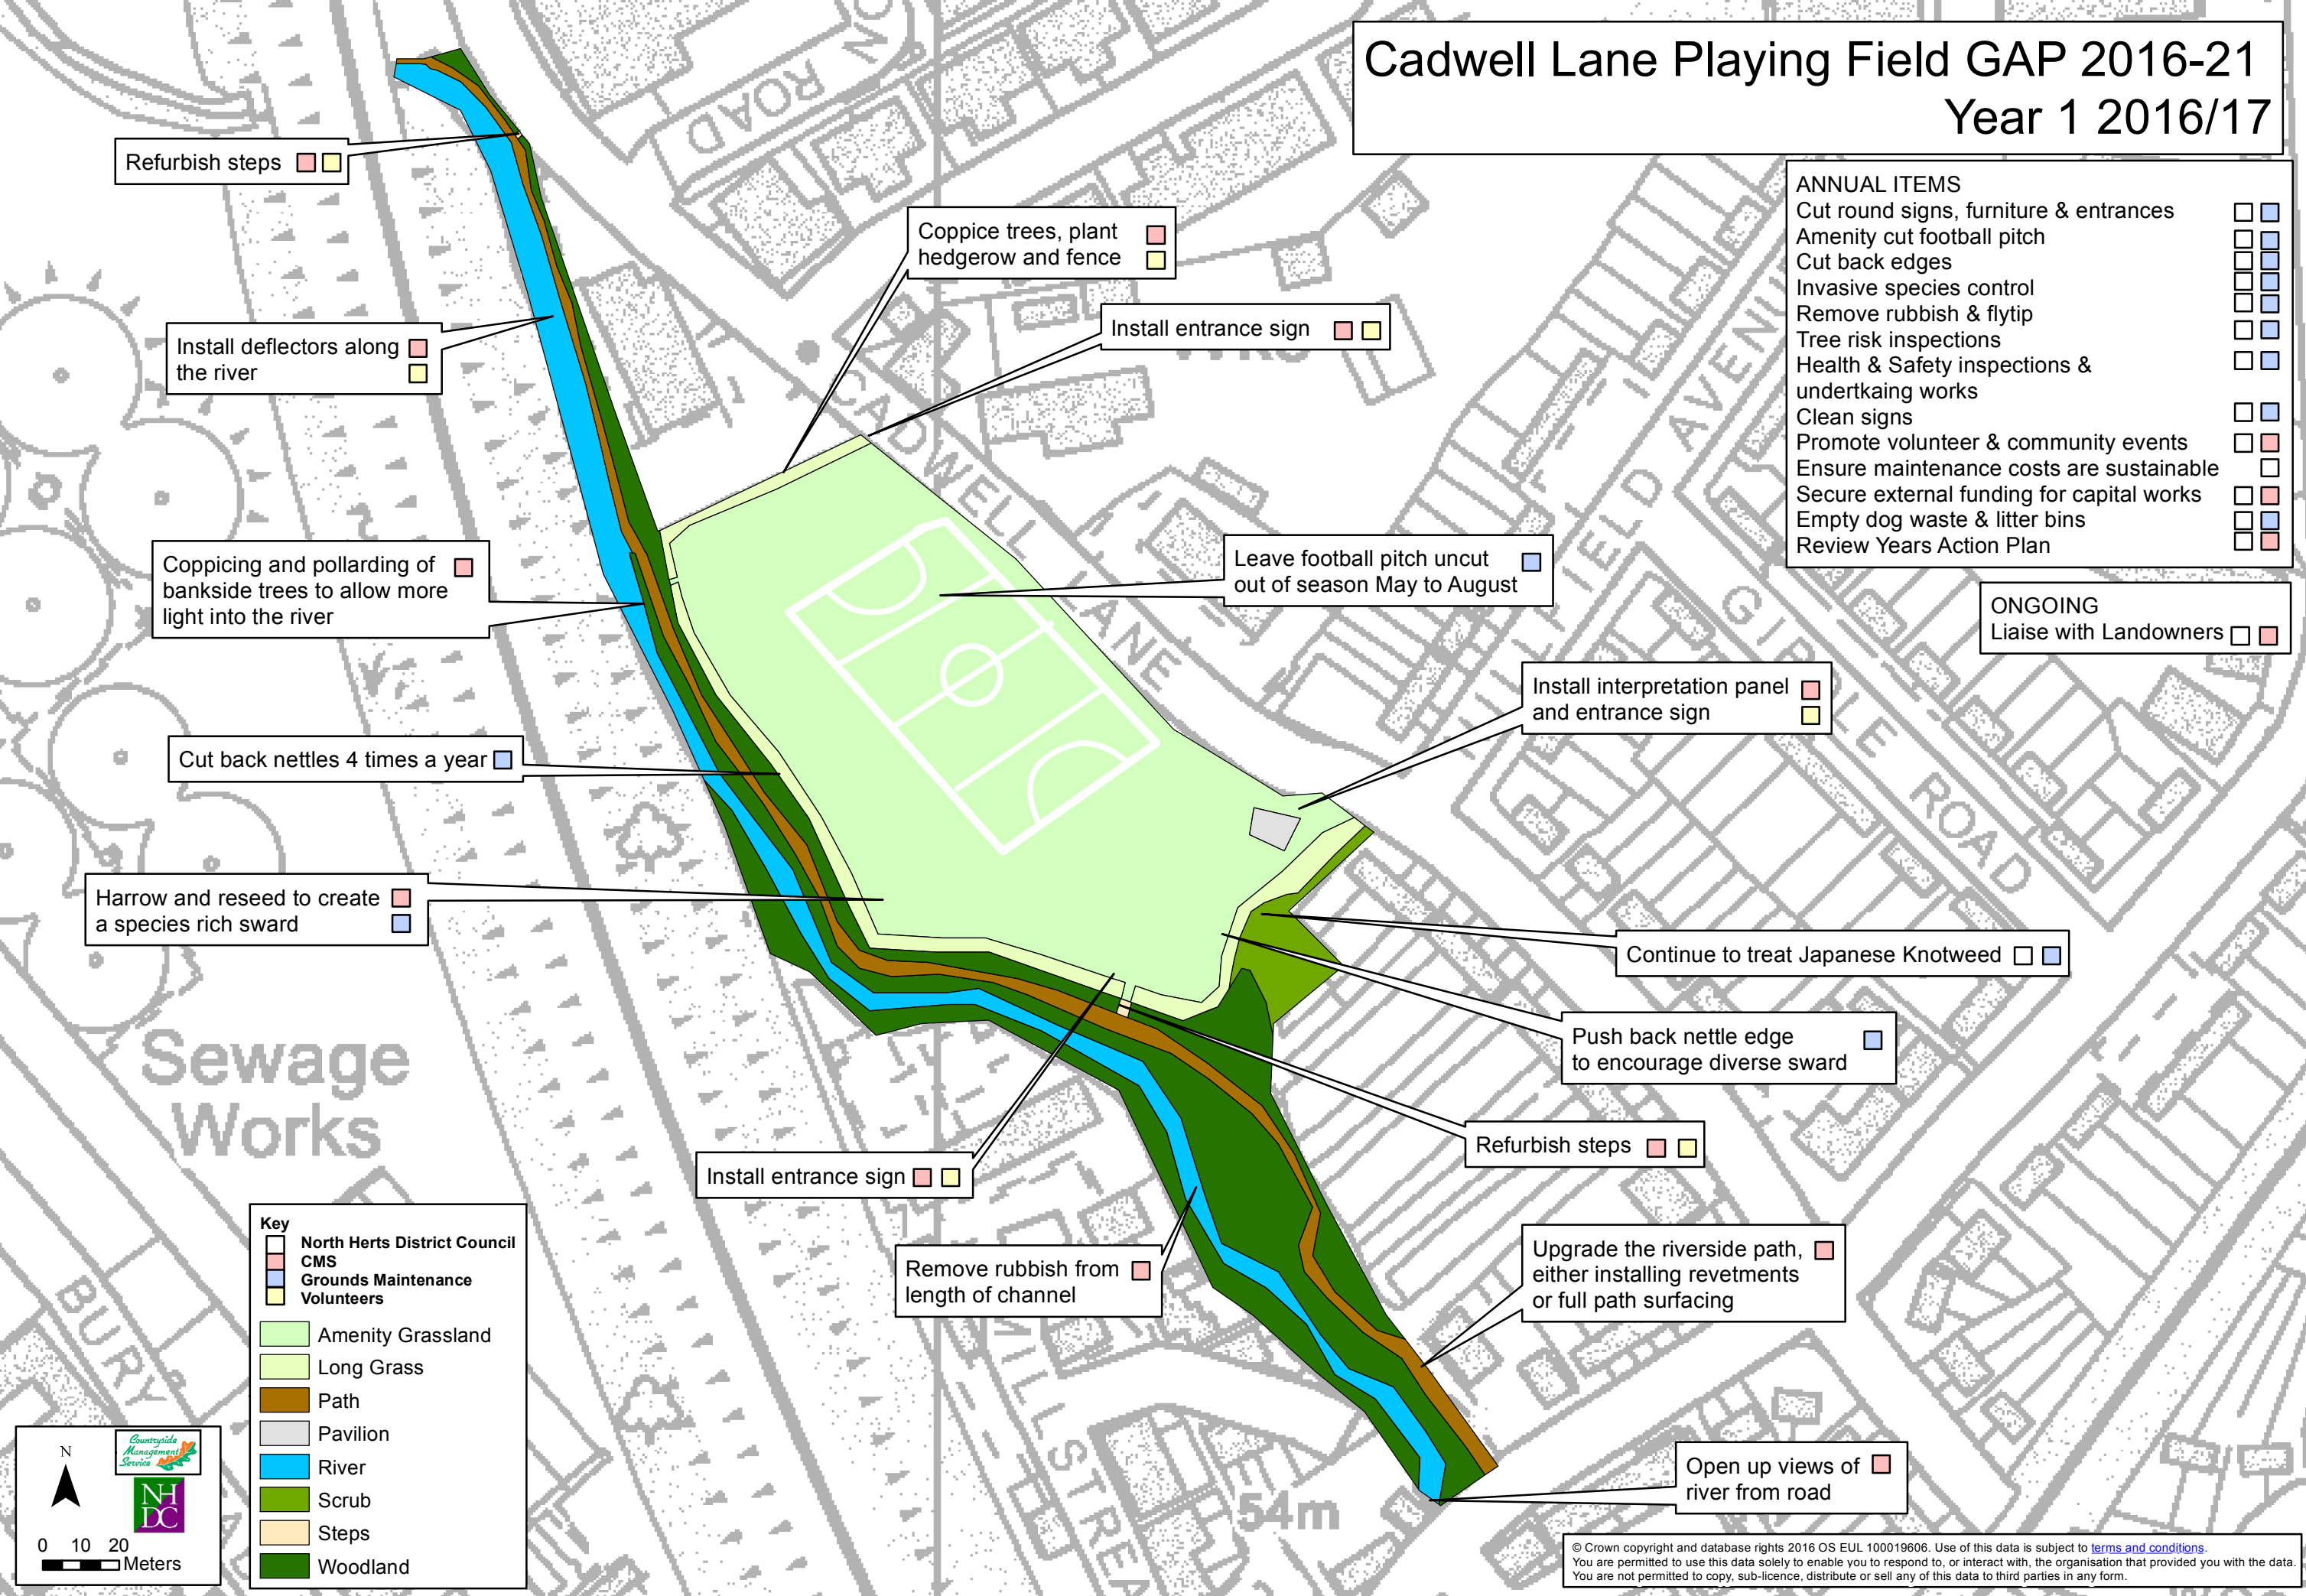 Cadwell Lane Playing Field GAP 2016-21
Year 1 2016/17
ANNUAL ITEMS
Cut round signs, furniture & entrances
Amenity cut football pitch
Cut back edges
Invasive species control
Remove rubbish & flytip
Tree risk inspections
Health & Safety inspections &
undertkaing works
Clean signs
Promote volunteer & community events
Ensure maintenance costs are sustainable
Secure external funding for capital works
Empty dog waste & litter bins
Review Years Action Plan
ONGOING
Liaise with Landowners
Refurbish steps
Coppice trees, plant
hedgerow and fence
Install entrance sign
Install deflectors along
the river
Coppicing and pollarding of
bankside trees to allow more
light into the river
Leave football pitch uncut
out of season May to August
Install interpretation panel
and entrance sign
Cut back nettles 4 times a year
Harrow and reseed to create
a species rich sward
Continue to treat Japanese Knotweed
Push back nettle edge
to encourage diverse sward
Refurbish steps
Install entrance sign
Remove rubbish from
length of channel
Upgrade the riverside path,
either installing revetments
or full path surfacing
Open up views of
river from road
ROAD
CADWELL LANE
GIRDLE ROAD
AVENU
Sewage
Works
BURY
54m
Key
North Herts District Council
CMS
Grounds Maintenance
Volunteers
Amenity Grassland
Long Grass
Path
Pavilion
River
Scrub
Steps
Woodland
N
Countryside
Management
Service
NH
DC
0 10 20
Meters
© Crown copyright and database rights 2016 OS EUL 100019606. Use of this data is subject to terms and conditions.
You are permitted to use this data solely to enable you to respond to, or interact with, the organisation that provided you with the data.
You are not permitted to copy, sub-licence, distribute or sell any of this data to third parties in any form.